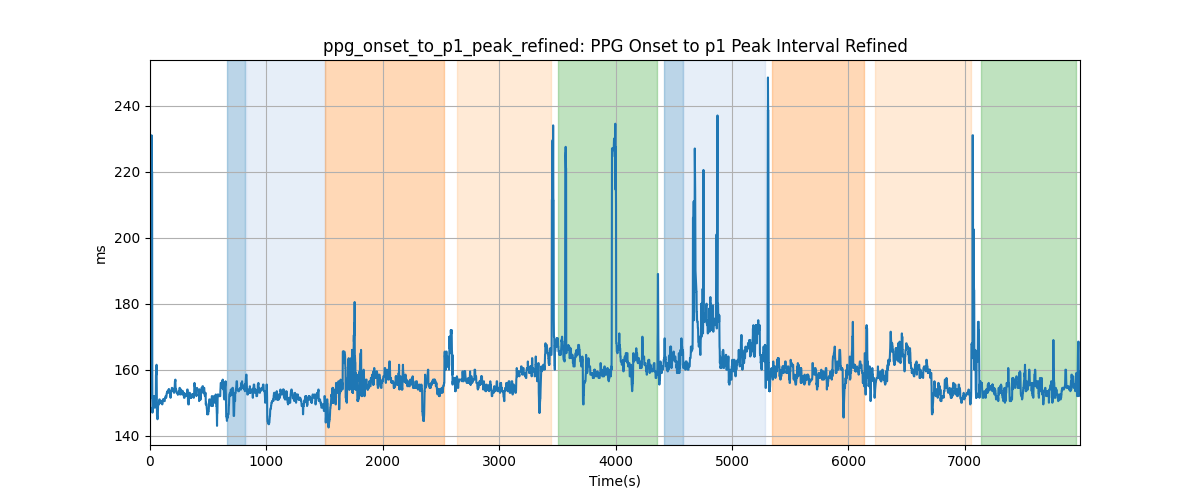 ppg_onset_to_p1_peak_refined: PPG Onset to p1 Peak Interval Refined
240
220
200
180
160
140
ms
0 1000 2000 3000 4000 5000 6000 7000
Time(s)